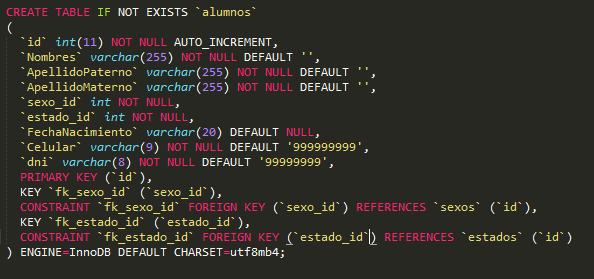 CREATE TABLE IF NOT EXISTS `alumnos`
(
`id` int(11) NOT NULL AUTO_INCREMENT,
`Nombres` varchar(255) NOT NULL DEFAULT '',
`ApellidoPaterno` varchar(255) NOT NULL DEFAULT '',
`ApellidoMaterno` varchar(255) NOT NULL DEFAULT '',
`sexo_id` int NOT NULL,
`estado_id` int NOT NULL,
`FechaNacimiento` varchar(20) DEFAULT NULL,
`Celular` varchar(9) NOT NULL DEFAULT '999999999',
`dni` varchar(8) NOT NULL DEFAULT '99999999',
PRIMARY KEY (`id`),
KEY `fk_sexo_id` (`sexo_id`),
CONSTRAINT `fk_sexo_id` FOREIGN KEY (`sexo_id`) REFERENCES `sexos` (`id`),
KEY `fk_estado_id` (`estado_id`),
CONSTRAINT `fk_estado_id` FOREIGN KEY (`estado_id`) REFERENCES `estados` (`id`)
) ENGINE=InnoDB DEFAULT CHARSET=utf8mb4;